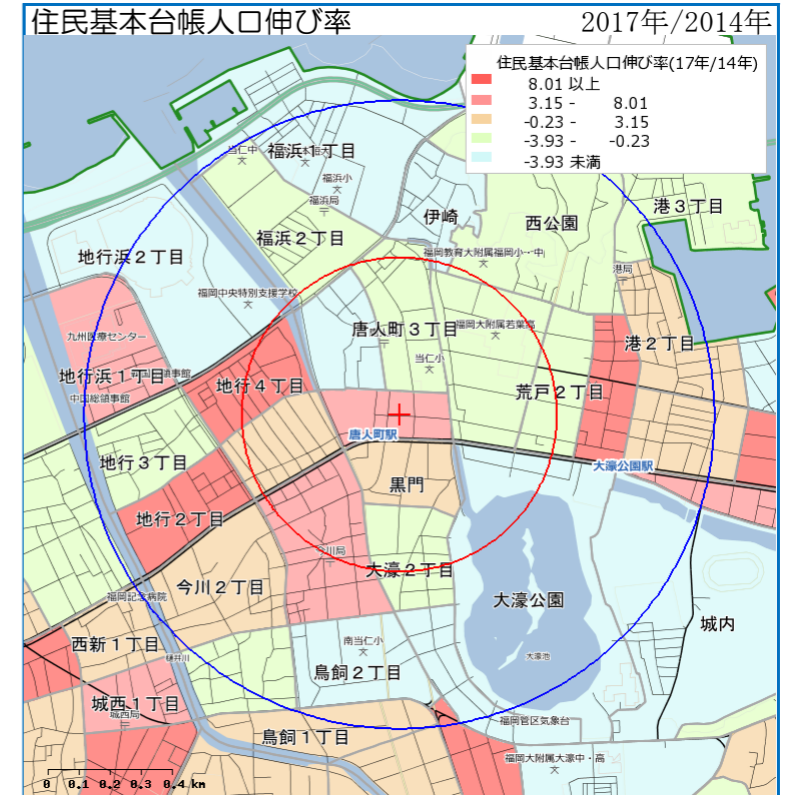 住民基本台帳人口伸び率 2017年/2014年
住民基本台帳人口伸び率(17年/14年)
8.01 以上
3.15 - 8.01
-0.23 - 3.15
-3.93 - -0.23
-3.93 未満
当仁中
福浜1丁目
福浜小
福浜局
伊崎
西公園
港3丁目
福浜2丁目
地行浜2丁目
福岡教育大附属福岡小・中
港局
福岡中央特別支援学校
唐人町3丁目
福岡大附属若葉高
九州医療センター
港2丁目
当仁小
地行浜1丁目
領事館
中国総領事館
地行4丁目
荒戸2丁目
唐人町駅
地行3丁目
大濠公園駅
黒門
地行2丁目
今川局
大濠2丁目
今川2丁目
福岡記念病院
大濠公園
城内
西新1丁目
南当仁小
樋井川
大濠池
鳥飼2丁目
城西1丁目
城西局
福岡管区気象台
鳥飼1丁目
福岡大附属大濠中・高
0 0.1 0.2 0.3 0.4 km